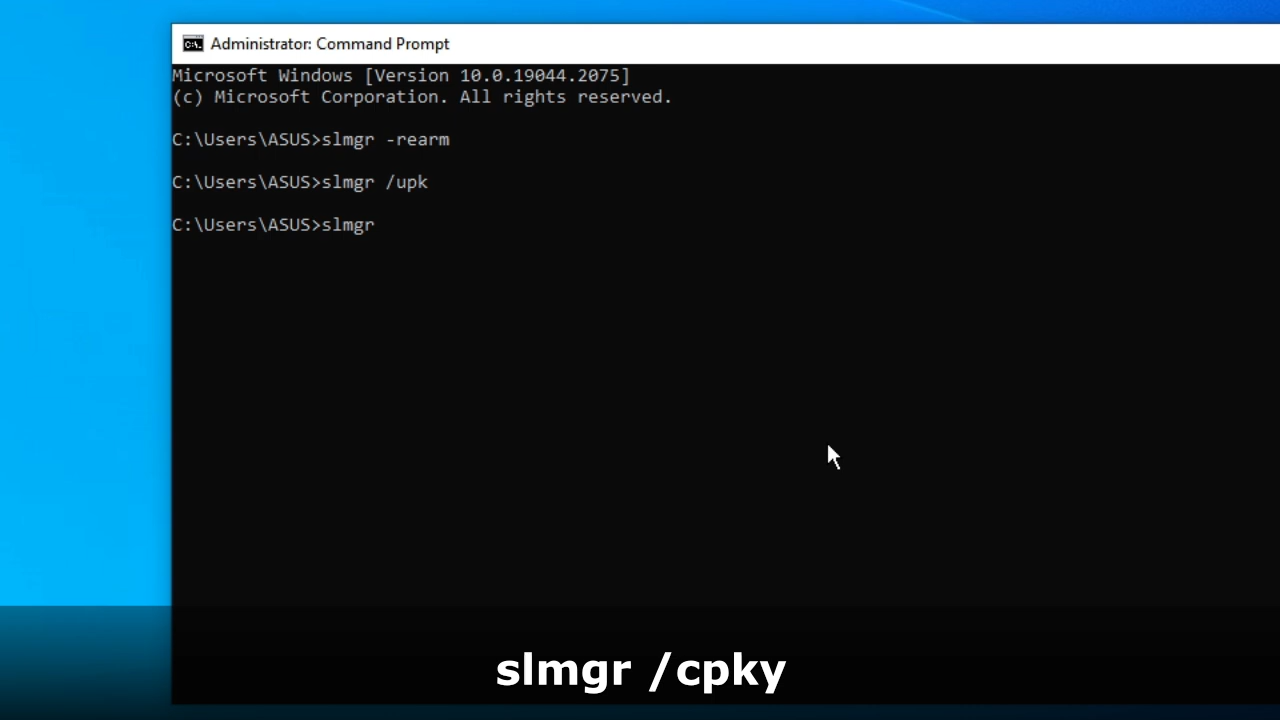 Administrator: Command Prompt
Microsoft Windows [Version 10.0.19044.2075]
(c) Microsoft Corporation. All rights reserved.
C:\Users\ASUS>slmgr -rearm
C:\Users\ASUS>slmgr /upk
C:\Users\ASUS>slmgr
slmgr /cpky